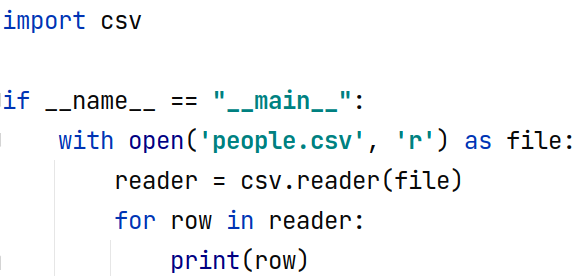 import csv

if __name__ == "__main__":
    with open('people.csv', 'r') as file:
        reader = csv.reader(file)
        for row in reader:
            print(row)